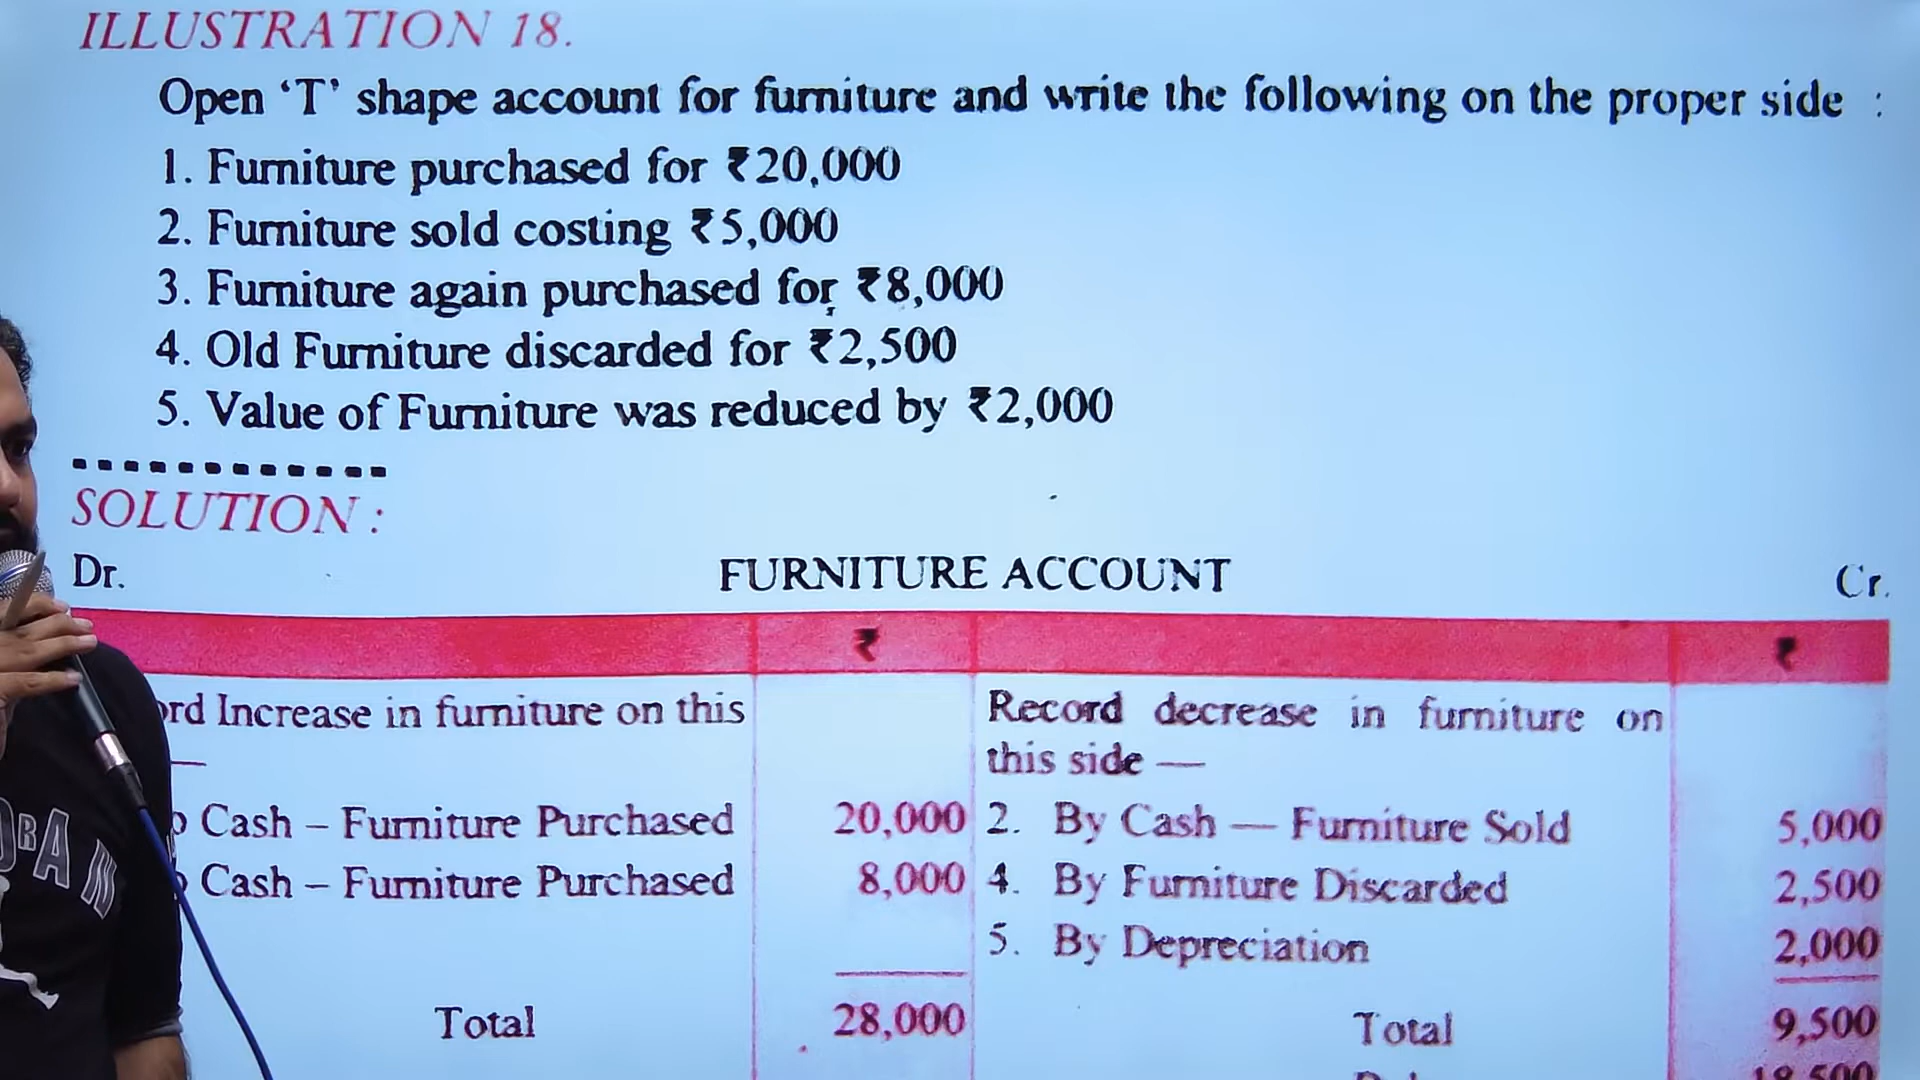 ILLUSTRATION 18.
Open ‘T’ shape account for furniture and write the following on the proper side :
1. Furniture purchased for ₹20,000
2. Furniture sold costing ₹5,000
3. Furniture again purchased for ₹8,000
4. Old Furniture discarded for ₹2,500
5. Value of Furniture was reduced by ₹2,000
SOLUTION :
Dr. FURNITURE ACCOUNT Cr.
₹ ₹
Increase in furniture on this Record decrease in furniture on
— this side —
Cash – Furniture Purchased 20,000 2. By Cash — Furniture Sold 5,000
Cash – Furniture Purchased 8,000 4. By Furniture Discarded 2,500
5. By Depreciation 2,000
Total 28,000 Total 9,500
18,500